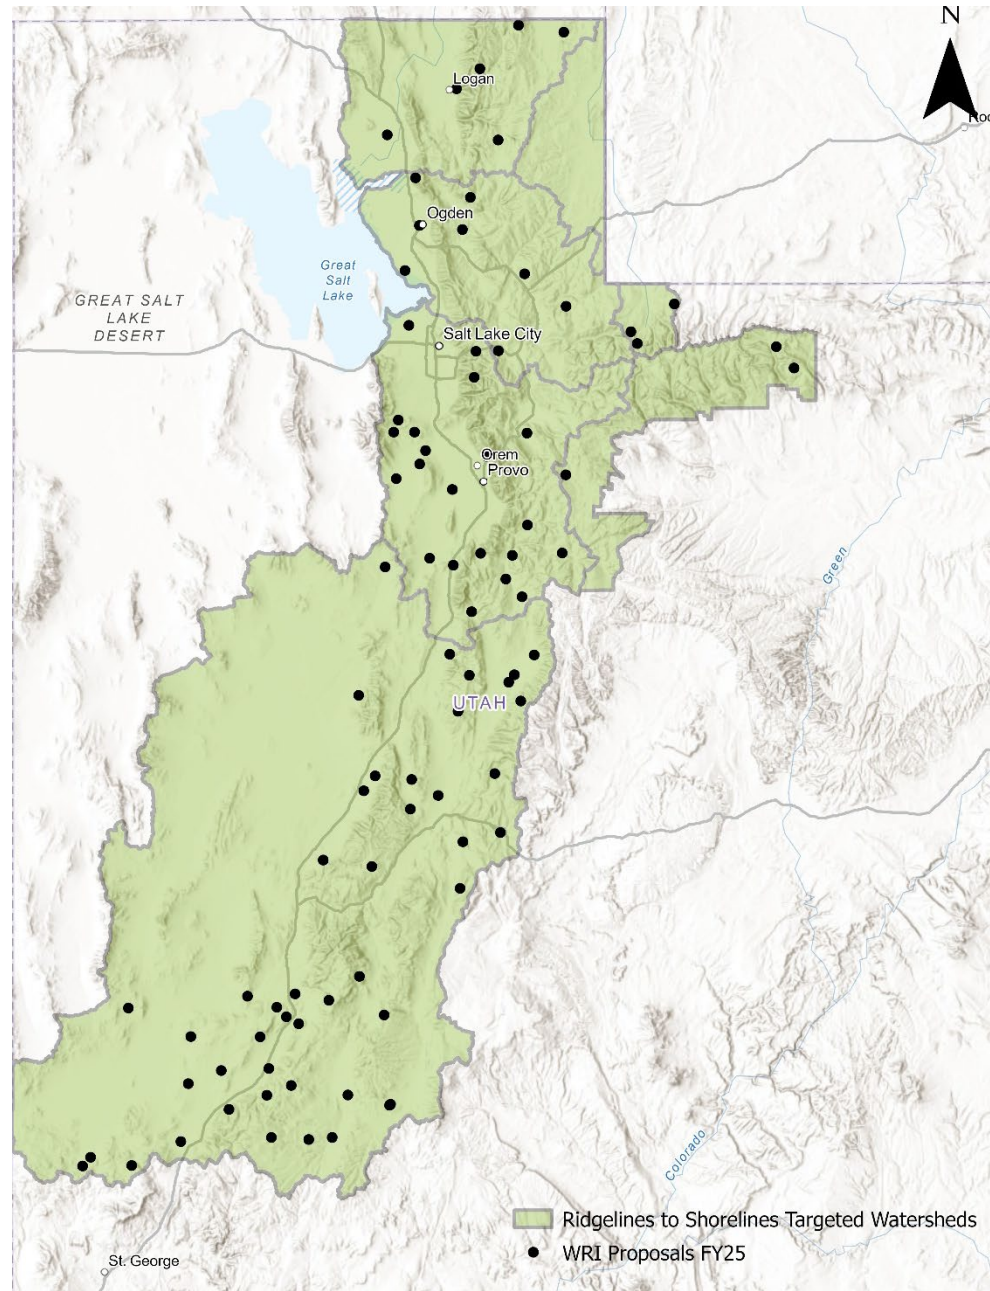 N
Roc
Logan
Ogden
Great
Salt
Lake
GREAT SALT
LAKE
DESERT
Salt Lake City
Orem
Provo
Green
UTAH
Colorado
Ridgelines to Shorelines Targeted Watersheds
WRI Proposals FY25
St. George